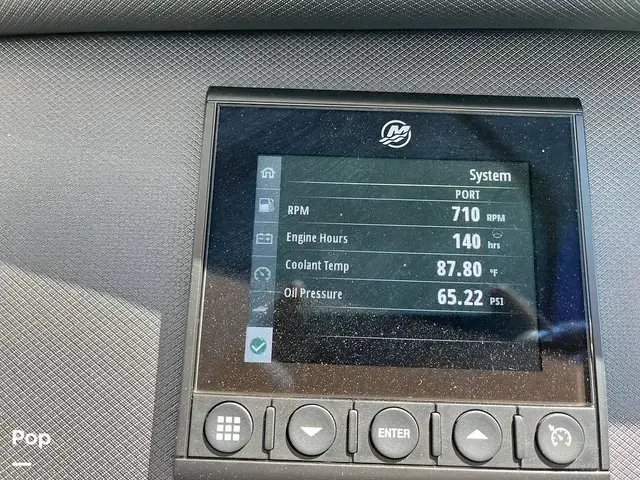 M
System
PORT
RPM 710 RPM
Engine Hours 140 hrs
Coolant Temp 87.80 °F
Oil Pressure 65.22 PSI
ENTER
Pop